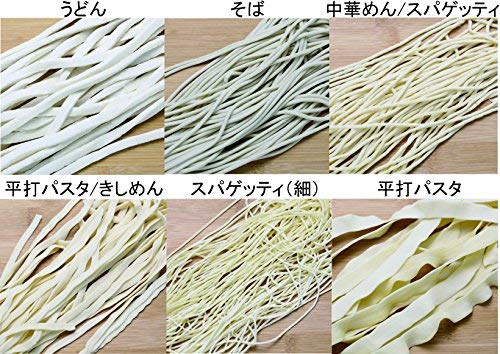 うどん
そば
中華めん/スパゲッティ
平打パスタ/きしめん
スパゲッティ(細)
平打パスタ